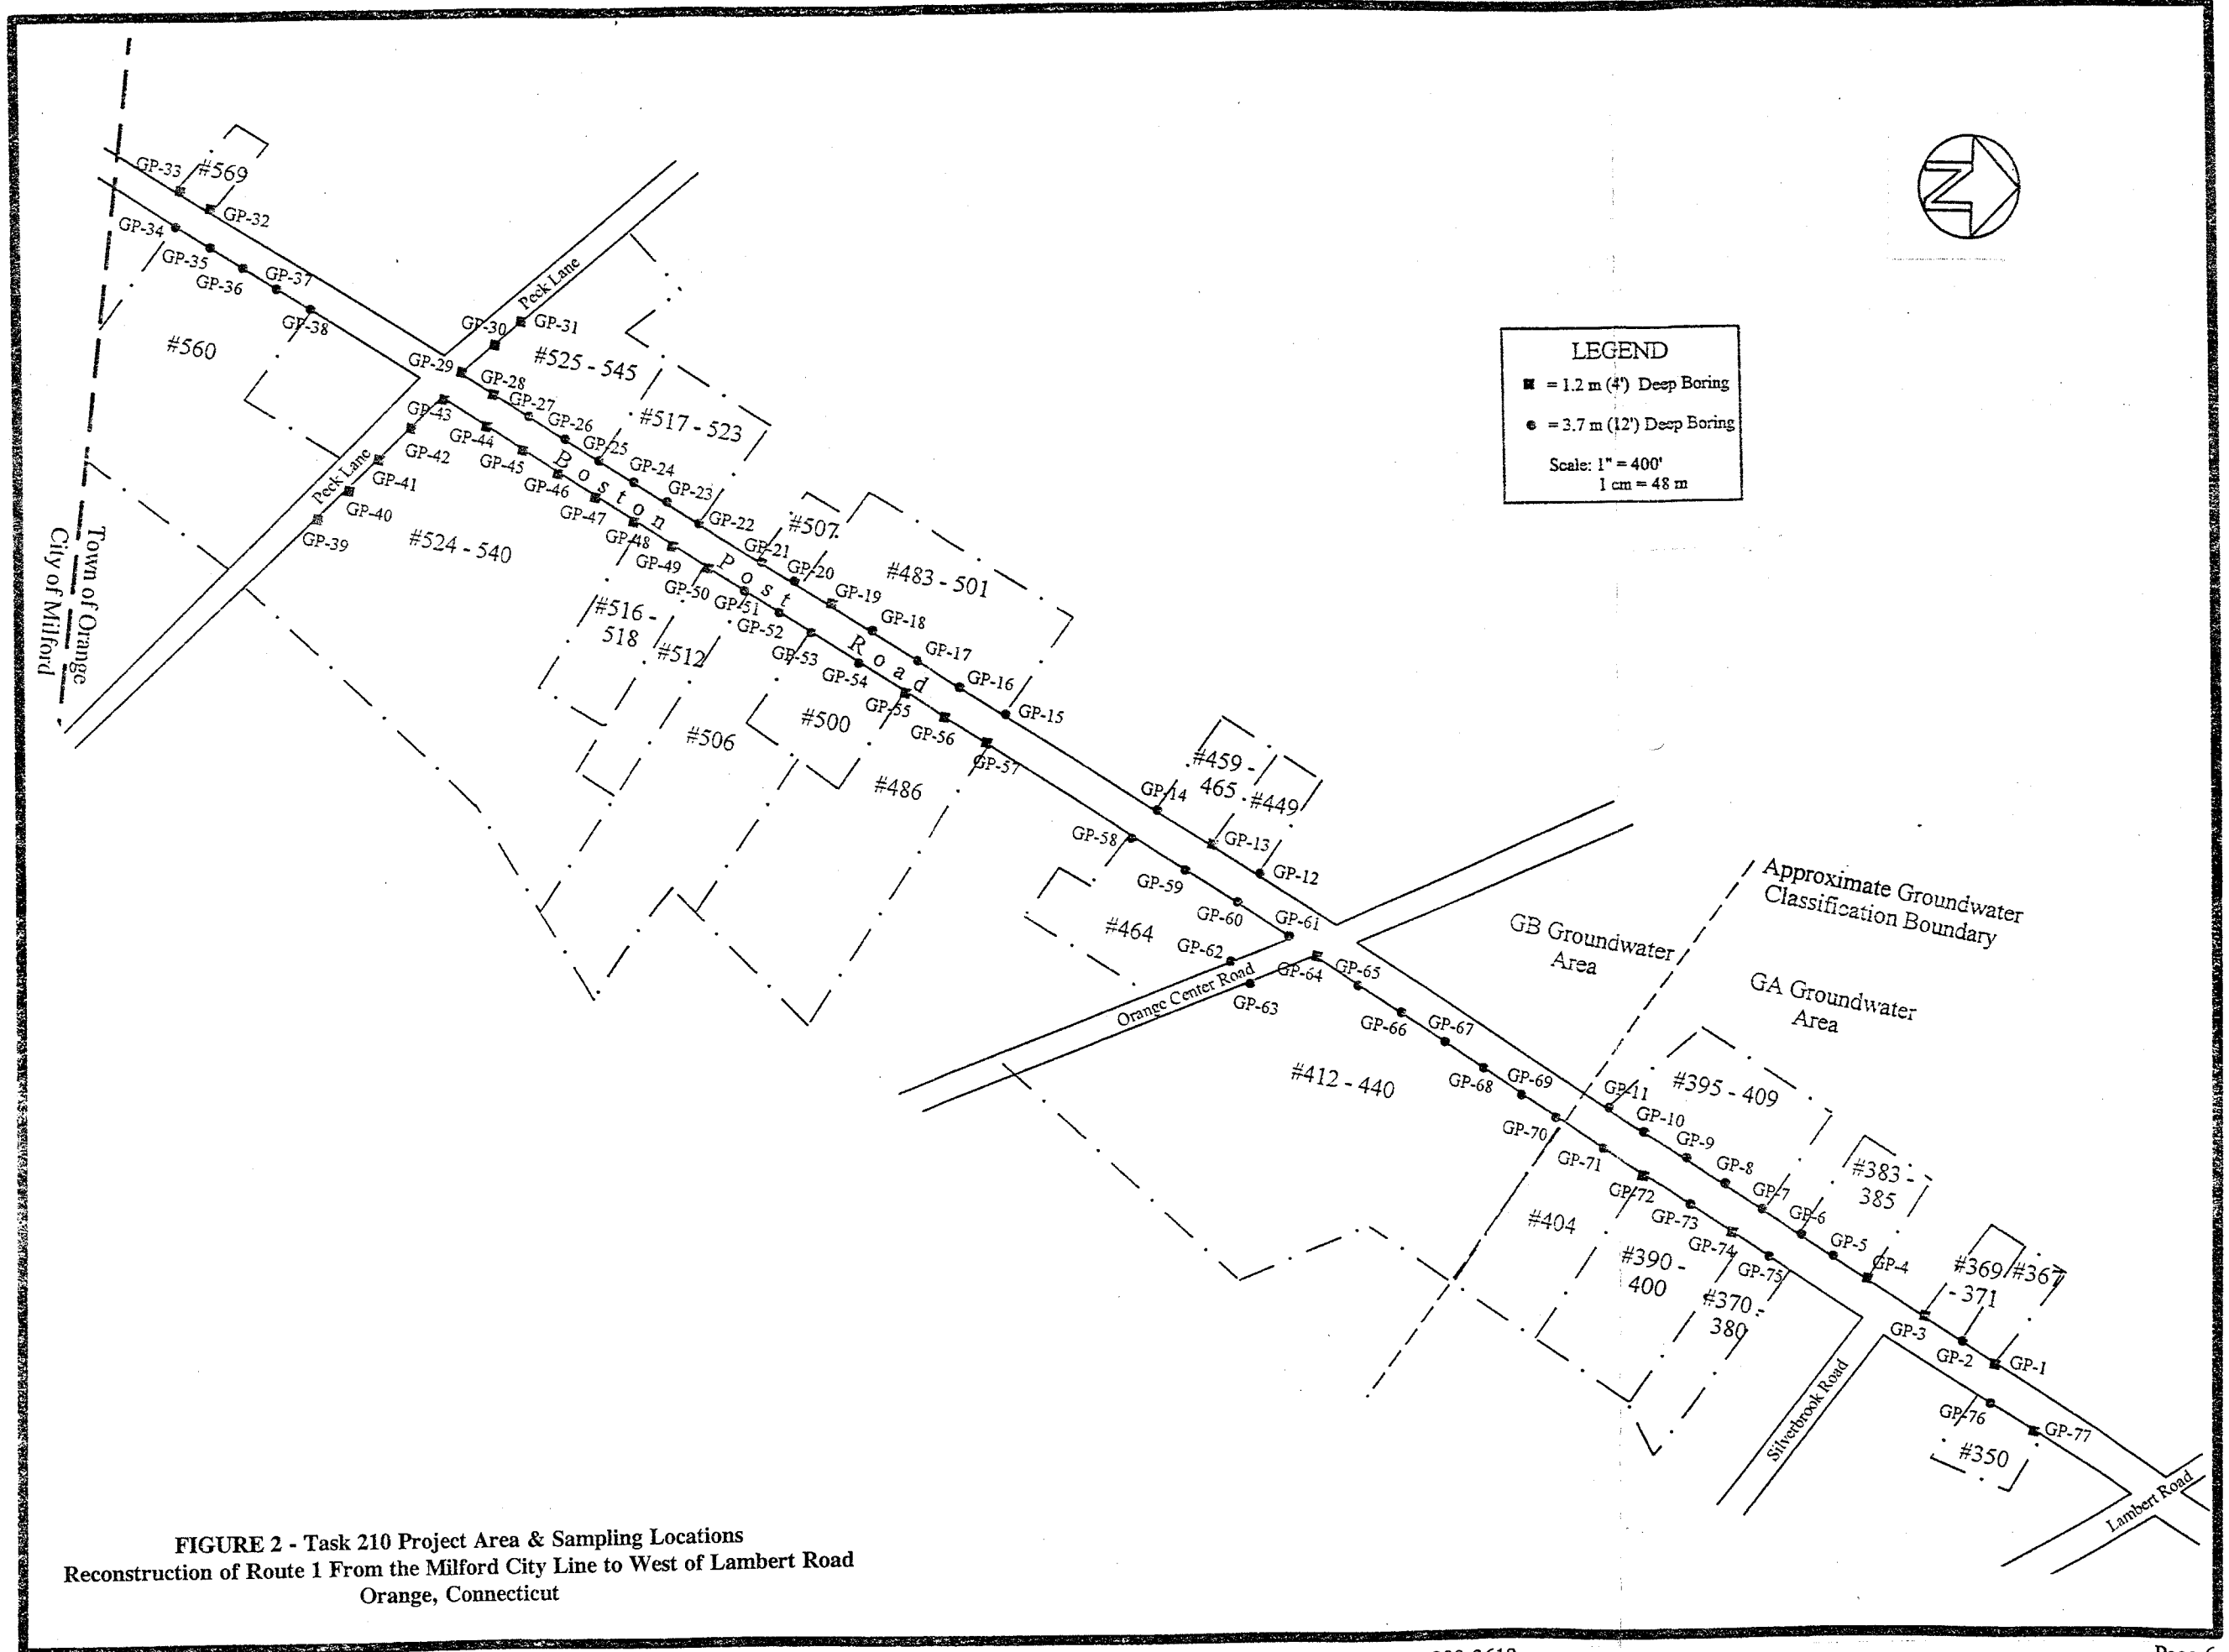 GP-33
#569
GP-32
GP-34
GP-35
GP-36
GP-37
GP-38
#560
Peck Lane
GP-30
GP-31
#525 - 545
GP-29
GP-28
GP-27
GP-26
GP-25
GP-24
GP-23
GP-22
#517 - 523
GP-43
GP-42
GP-41
GP-40
GP-39
Peck Lane
GP-44
GP-45
GP-46
GP-47
GP-48
GP-49
GP-50
GP-51
GP-52
GP-53
GP-54
GP-55
GP-56
GP-57
Boston Post Road
#524 - 540
Town of Orange
City of Milford
#507
GP-21
GP-20
GP-19
GP-18
GP-17
GP-16
GP-15
#483 - 501
#516 -
518
#512
#506
#500
#486
LEGEND
= 1.2 m (4') Deep Boring
= 3.7 m (12') Deep Boring
Scale: 1" = 400'
1 cm = 48 m
N
#459 -
465
#449
GP-14
GP-13
GP-12
GP-58
GP-59
GP-60
GP-61
#464
GP-62
GP-63
GP-64
GP-65
GP-66
GP-67
GP-68
GP-69
GP-70
GP-71
GP-72
GP-73
GP-74
GP-75
Orange Center Road
#412 - 440
GB Groundwater
Area
Approximate Groundwater
Classification Boundary
GA Groundwater
Area
#395 - 409
GP-11
GP-10
GP-9
GP-8
GP-7
GP-6
GP-5
GP-4
#383 -
385
#404
#390 -
400
#370 -
380
#369
- 371
#367
GP-3
GP-2
GP-1
GP-76
GP-77
#350
Silverbrook Road
Lambert Road
FIGURE 2 - Task 210 Project Area & Sampling Locations
Reconstruction of Route 1 From the Milford City Line to West of Lambert Road
Orange, Connecticut